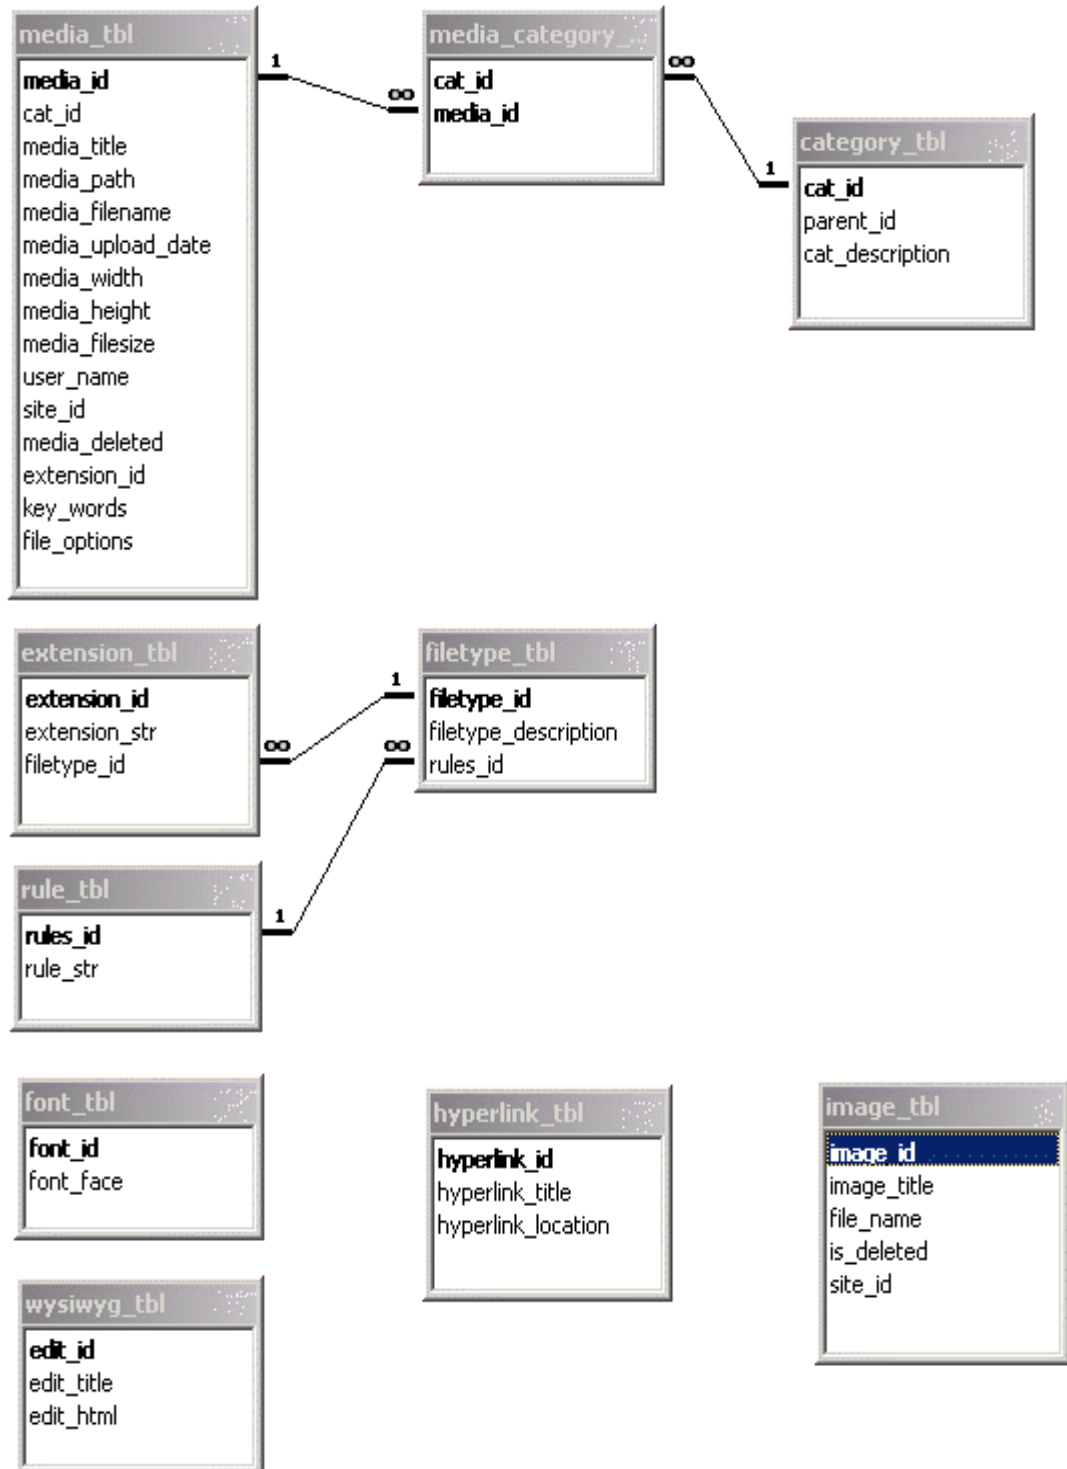 media_tbl
media_id
cat_id
media_title
media_path
media_filename
media_upload_date
media_width
media_height
media_filesize
user_name
site_id
media_deleted
extension_id
key_words
file_options
1
∞
media_category_...
cat_id
media_id
∞
1
category_tbl
cat_id
parent_id
cat_description
extension_tbl
extension_id
extension_str
filetype_id
∞
1
filetype_tbl
filetype_id
filetype_description
rules_id
∞
rule_tbl
rules_id
rule_str
1
font_tbl
font_id
font_face
hyperlink_tbl
hyperlink_id
hyperlink_title
hyperlink_location
image_tbl
image_id
image_title
file_name
is_deleted
site_id
wysiwyg_tbl
edit_id
edit_title
edit_html